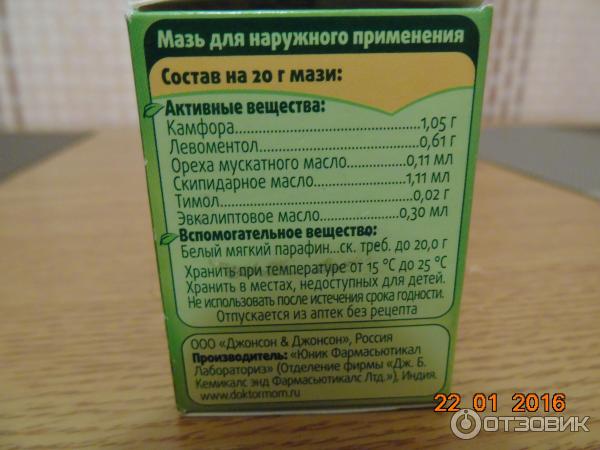 Мазь для наружного применения
Состав на 20 г мази:
Активные вещества:
Камфора.....................................1,05 г
Левоментол................................0,61 г
Ореха мускатного масло.........0,11 мл
Скипидарное масло...............1,11 мл
Тимол.........................................0,02 г
Эвкалиптовое масло...............0,30 мл
Вспомогательное вещество:
Белый мягкий парафин...ск. треб. до 20,0 г
Хранить при температуре от 15 °C до 25 °C
Хранить в местах, недоступных для детей.
Не использовать после истечения срока годности.
Отпускается из аптек без рецепта
ООО «Джонсон & Джонсон», Россия
Производитель: «Юник Фармасьютикал
Лабораториз» (Отделение фирмы «Дж. Б.
Кемикалс энд Фармасьютикалс Лтд.»), Индия.
www.doktormom.ru
22 01 2016
ОТЗОВИК